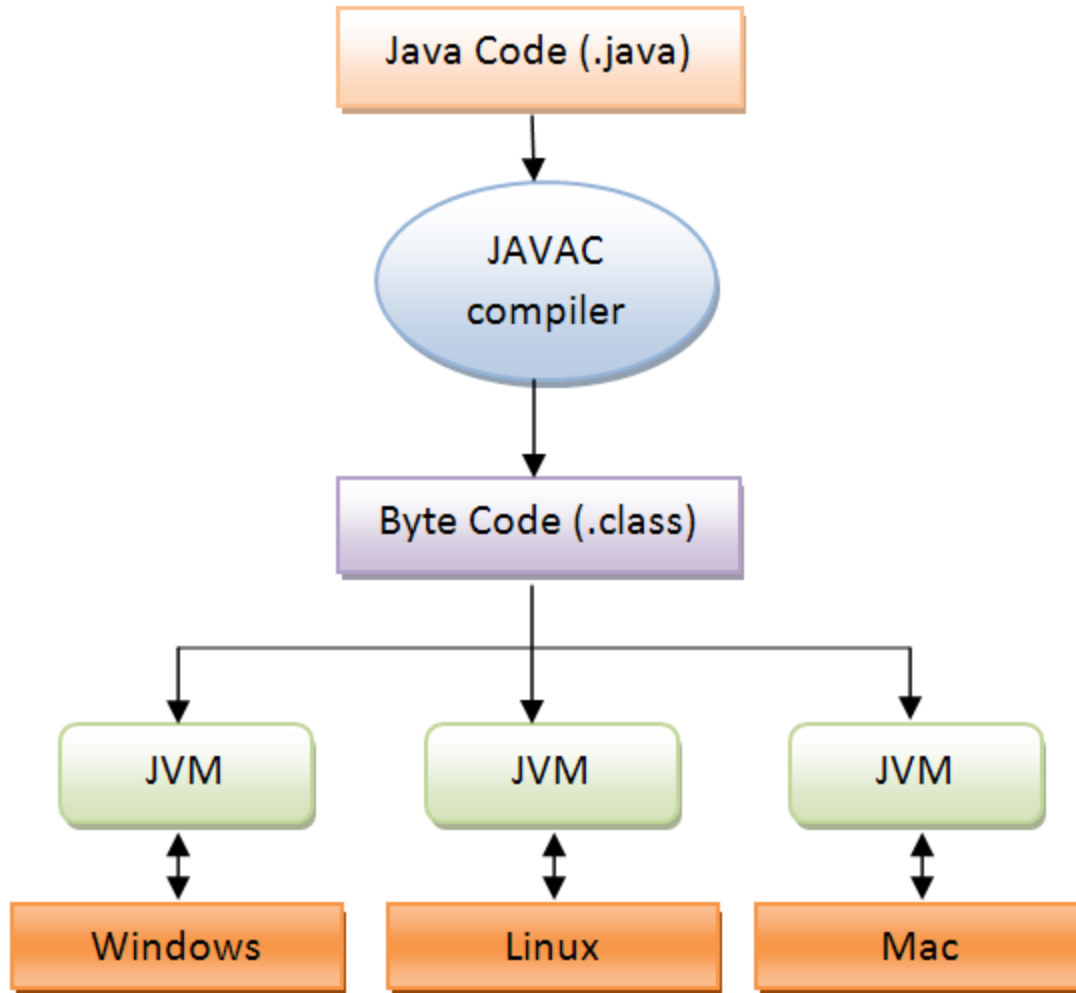 Java Code (.java)
JAVAC
compiler
Byte Code (.class)
JVM
JVM
JVM
Windows
Linux
Mac